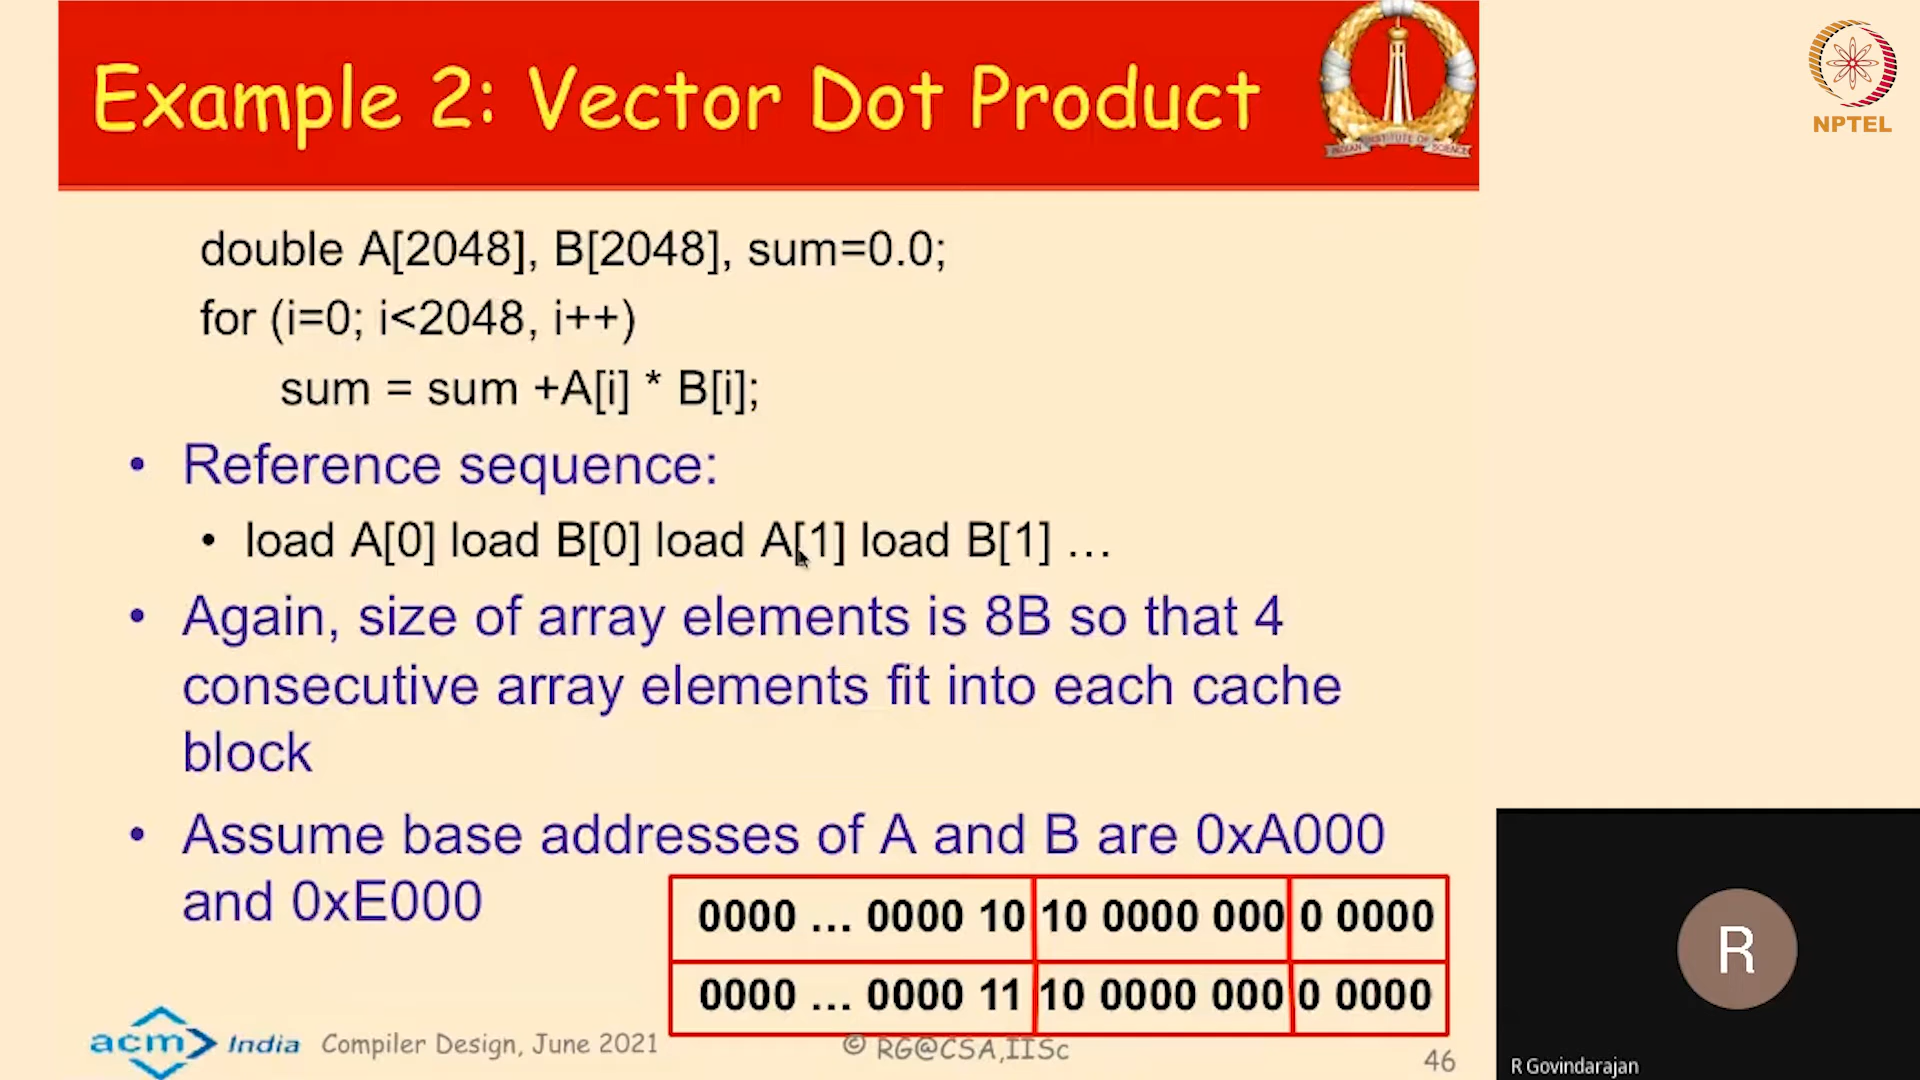 Example 2: Vector Dot Product
INDIAN INSTITUTE OF SCIENCE
NPTEL
double A[2048], B[2048], sum=0.0;
for (i=0; i<2048, i++)
sum = sum +A[i] * B[i];
• Reference sequence:
• load A[0] load B[0] load A[1] load B[1] …
• Again, size of array elements is 8B so that 4
consecutive array elements fit into each cache
block
• Assume base addresses of A and B are 0xA000
and 0xE000
0000 … 0000 10 10 0000 000 0 0000
0000 … 0000 11 10 0000 000 0 0000
acm India Compiler Design, June 2021
© RG@CSA,IISc
46
R
R Govindarajan